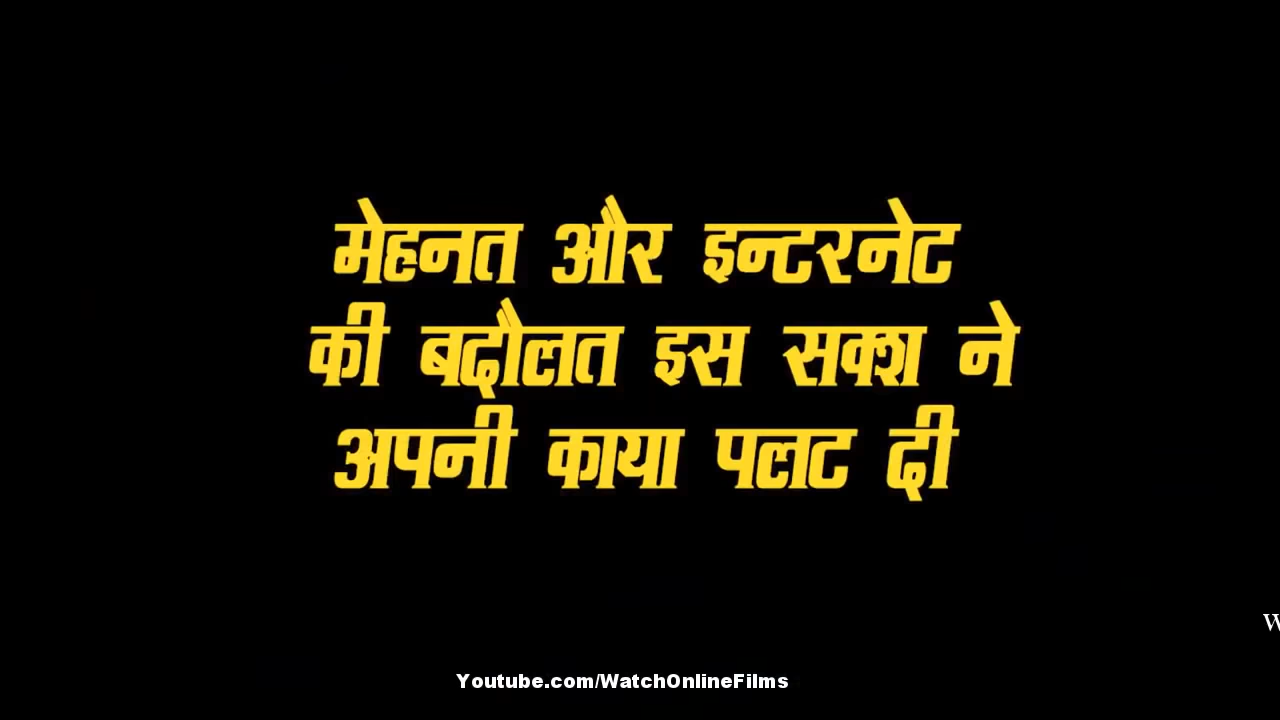 मेहनत और इन्टरनेट
की बदौलत इस सक्श ने
अपनी काया पलट दी
W
Youtube.com/WatchOnlineFilms